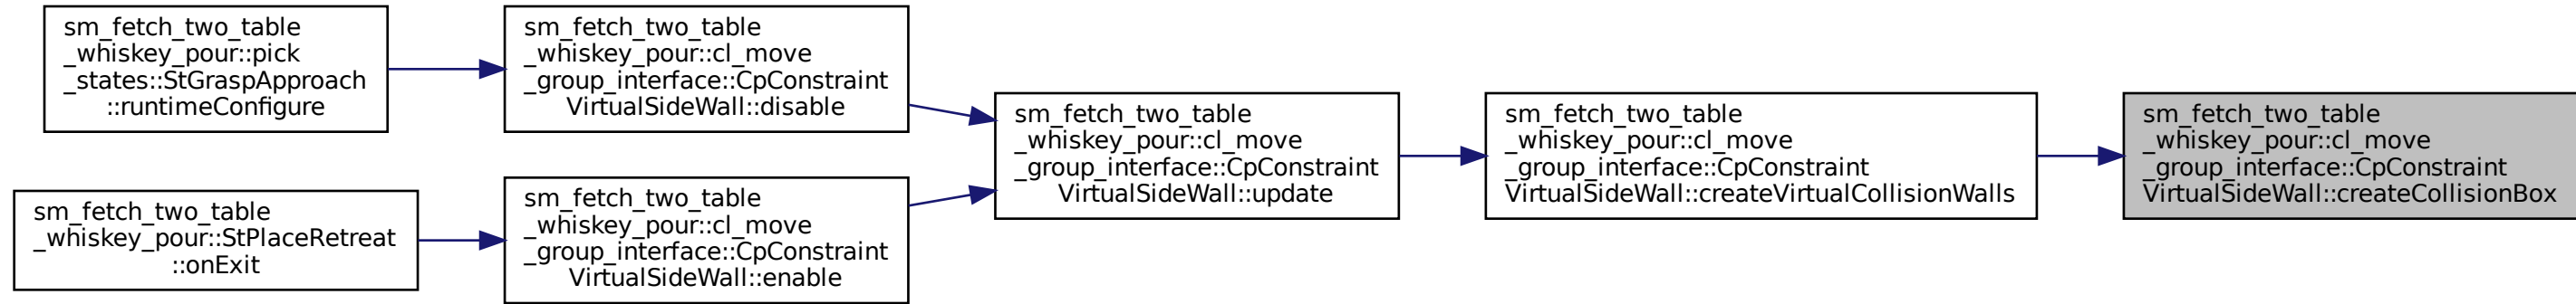 sm_fetch_two_table
_whiskey_pour::pick
_states::StGraspApproach
::runtimeConfigure
sm_fetch_two_table
_whiskey_pour::cl_move
_group_interface::CpConstraint
VirtualSideWall::disable
sm_fetch_two_table
_whiskey_pour::StPlaceRetreat
::onExit
sm_fetch_two_table
_whiskey_pour::cl_move
_group_interface::CpConstraint
VirtualSideWall::enable
sm_fetch_two_table
_whiskey_pour::cl_move
_group_interface::CpConstraint
VirtualSideWall::update
sm_fetch_two_table
_whiskey_pour::cl_move
_group_interface::CpConstraint
VirtualSideWall::createVirtualCollisionWalls
sm_fetch_two_table
_whiskey_pour::cl_move
_group_interface::CpConstraint
VirtualSideWall::createCollisionBox